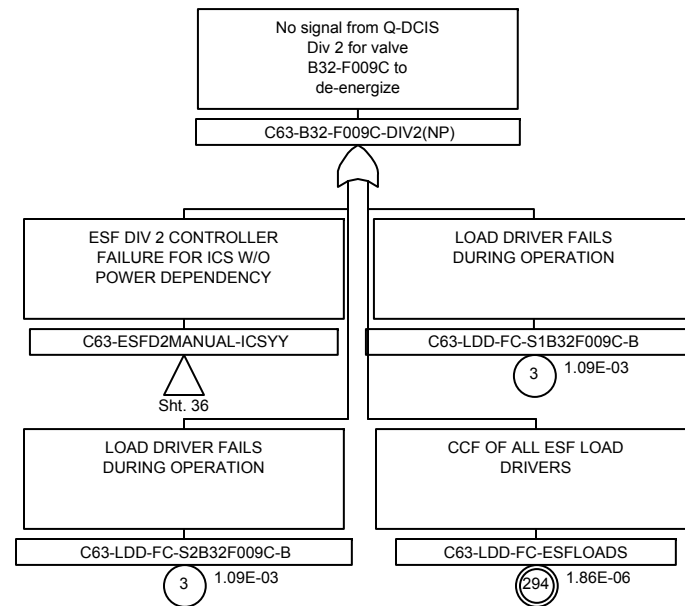 No signal from Q-DCIS
Div 2 for valve
B32-F009C to
de-energize
C63-B32-F009C-DIV2(NP)
ESF DIV 2 CONTROLLER
FAILURE FOR ICS W/O
POWER DEPENDENCY
C63-ESFD2MANUAL-ICSYY
Sht. 36
LOAD DRIVER FAILS
DURING OPERATION
C63-LDD-FC-S1B32F009C-B
3
1.09E-03
LOAD DRIVER FAILS
DURING OPERATION
C63-LDD-FC-S2B32F009C-B
3
1.09E-03
CCF OF ALL ESF LOAD
DRIVERS
C63-LDD-FC-ESFLOADS
294
1.86E-06